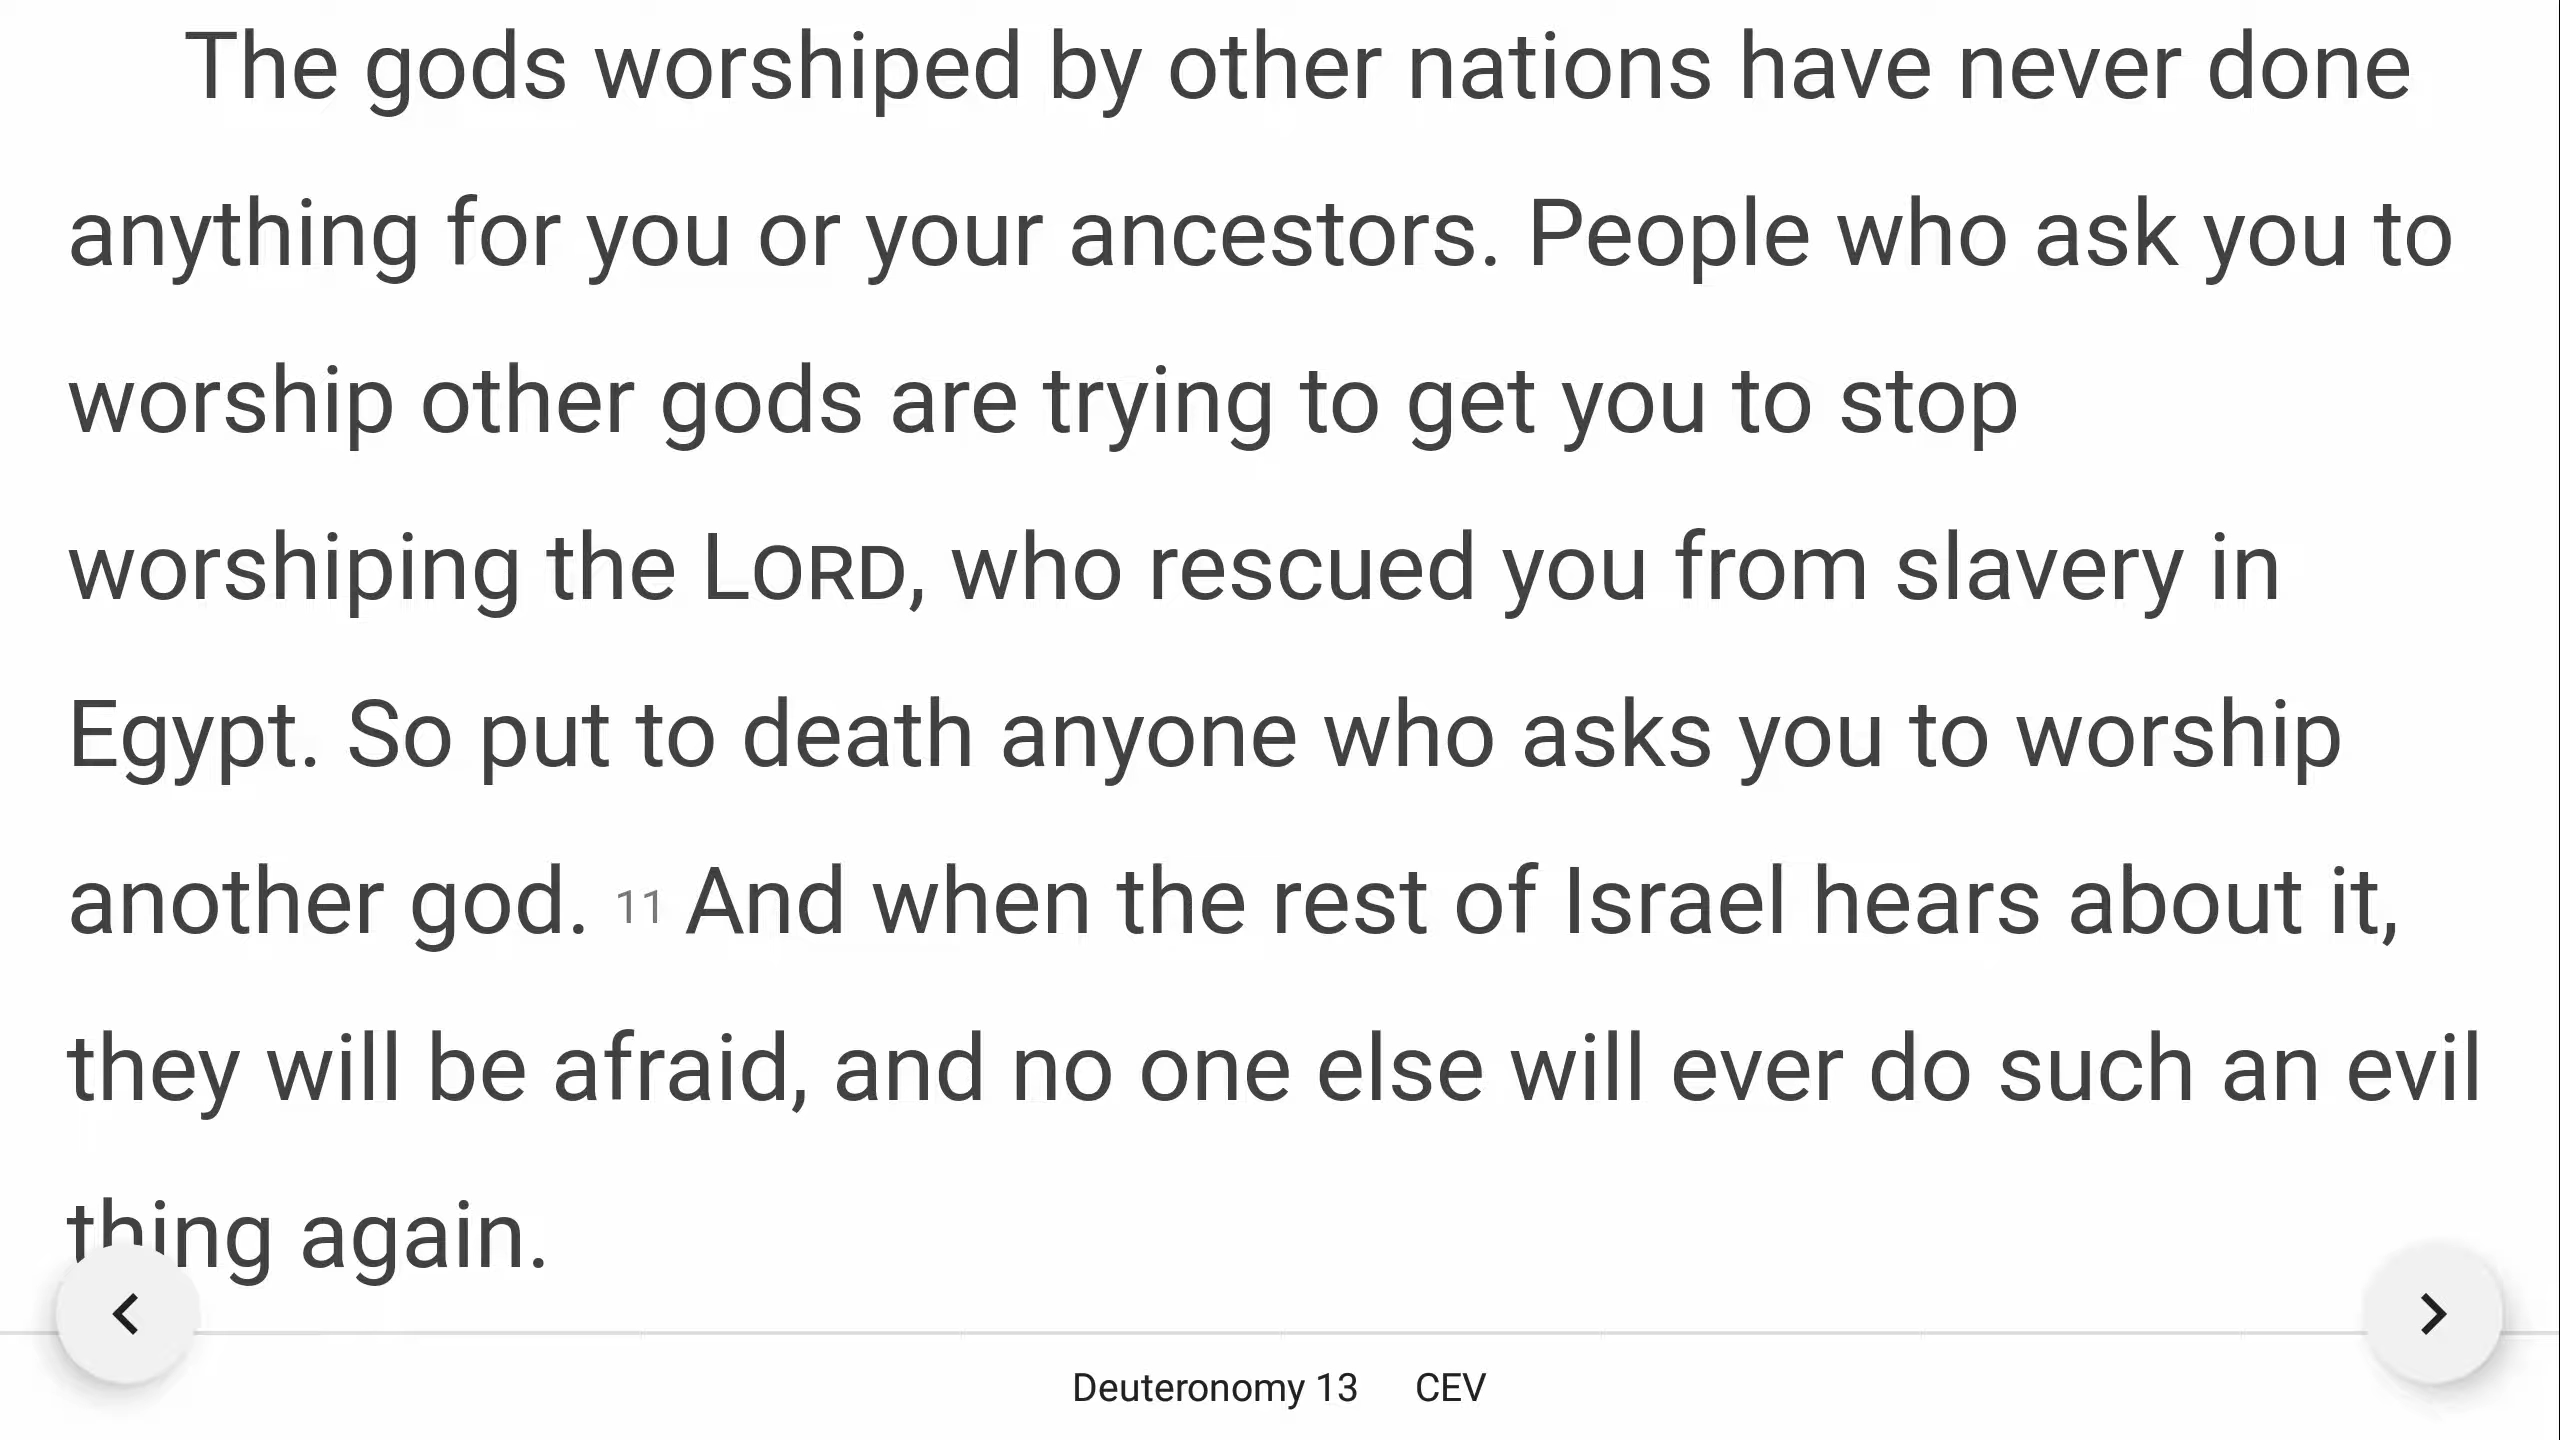 The gods worshiped by other nations have never done
anything for you or your ancestors. People who ask you to
worship other gods are trying to get you to stop
worshiping the LORD, who rescued you from slavery in
Egypt. So put to death anyone who asks you to worship
another god. 11 And when the rest of Israel hears about it,
they will be afraid, and no one else will ever do such an evil
thing again.
Deuteronomy 13 CEV